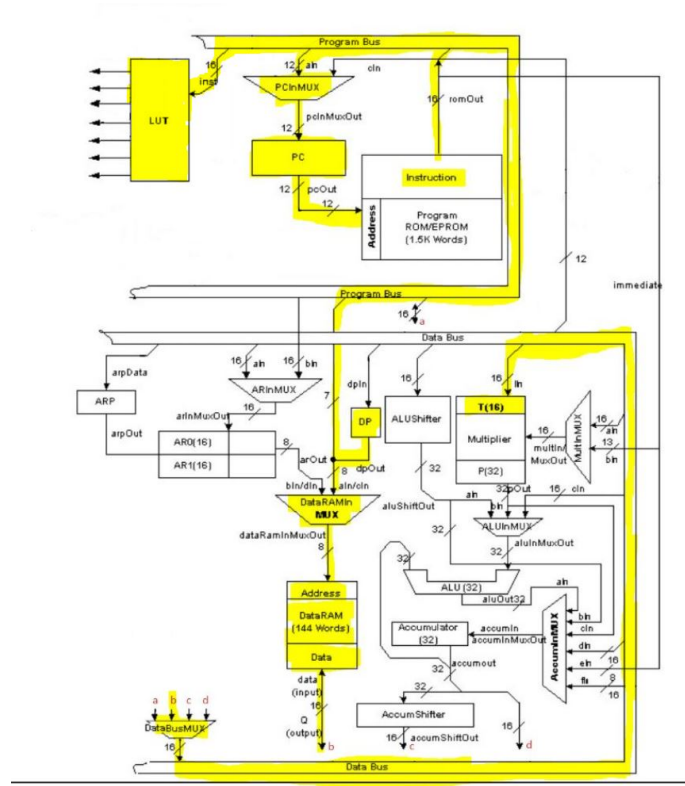 Program Bus
16
inst
LUT
12 aIn
cIn
PCInMUX
pcInMuxOut
12
PC
12 pcOut
12
16 romOut
Instruction
Address
Program
ROM/EPROM
(1.5K Words)
12
immediate
Program Bus
16
a
Data Bus
arpData
ARP
arpOut
16 aIn
16 bIn
ARInMUX
arInMuxOut
16
AR0(16)
AR1(16)
8
arOut
7
dpIn
DP
8 dpOut
bIn/dIn
aIn/cIn
DataRAMIn
MUX
dataRamInMuxOut
8
Address
DataRAM
(144 Words)
Data
data
(input)
16
Q
(output)
b
16
ALUShifter
32
aluShiftOut
32
16 lIn
T(16)
Multiplier
P(32)
16
multIn/
MuxOut
MultInMUX
16
aIn
13
bIn
32 pOut
aIn
bIn
16 cIn
ALUInMUX
aluInMuxOut
32
32
ALU (32)
aluOut 32
aIn
bIn
cIn
dIn
16
eIn
8
fIn
16
AccumInMUX
Accumulator
(32)
accumIn
accumInMuxOut
32
accumout
32
AccumShifter
16 accumShiftOut
c
16
d
a b c d
DataBusMUX
16
Data Bus